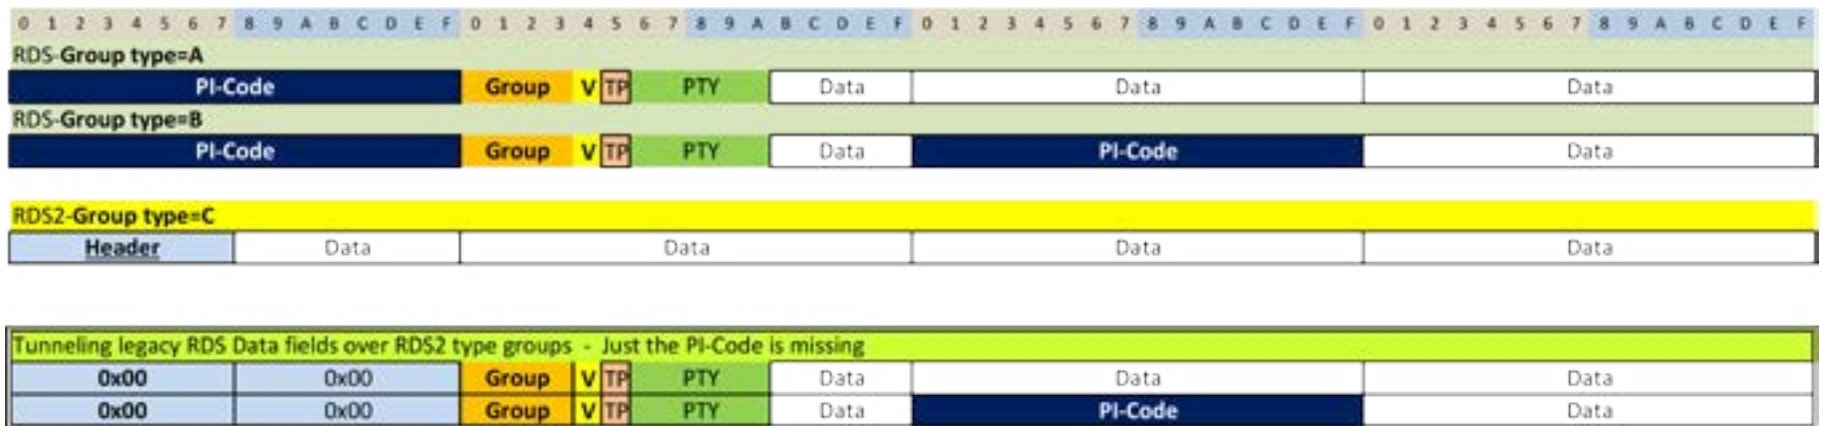 0 1 2 3 4 5 6 7 8 9 A B C D E F 0 1 2 3 4 5 6 7 8 9 A B C D E F 0 1 2 3 4 5 6 7 8 9 A B C D E F 0 1 2 3 4 5 6 7 8 9 A B C D E F
RDS-Group type=A
PI-Code Group V TP PTY Data Data Data
RDS-Group type=B
PI-Code Group V TP PTY Data PI-Code Data
RDS2-Group type=C
Header Data Data Data Data
Tunneling legacy RDS Data fields over RDS2 type groups - Just the PI-Code is missing
0x00 0x00 Group V TP PTY Data Data Data
0x00 0x00 Group V TP PTY Data PI-Code Data